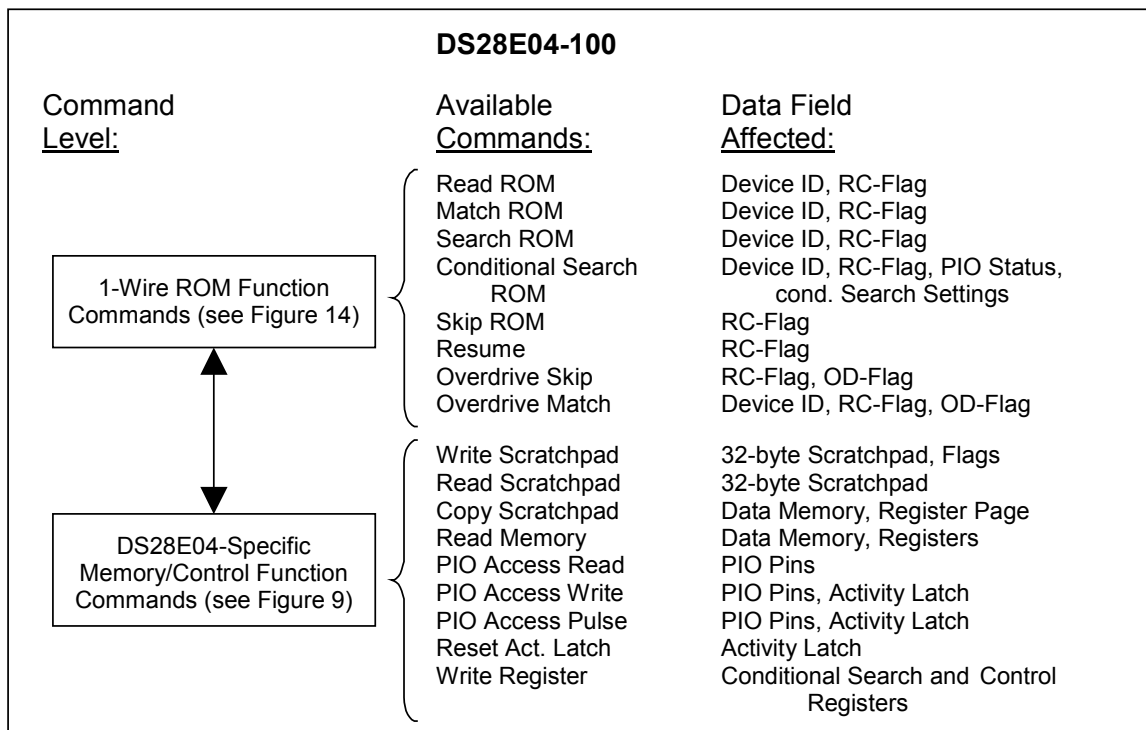 DS28E04-100
Command Available Data Field
Level: Commands: Affected:
Read ROM Device ID, RC-Flag
Match ROM Device ID, RC-Flag
Search ROM Device ID, RC-Flag
Conditional Search Device ID, RC-Flag, PIO Status,
ROM cond. Search Settings
Skip ROM RC-Flag
Resume RC-Flag
Overdrive Skip RC-Flag, OD-Flag
Overdrive Match Device ID, RC-Flag, OD-Flag
1-Wire ROM Function
Commands (see Figure 14)
Write Scratchpad 32-byte Scratchpad, Flags
Read Scratchpad 32-byte Scratchpad
Copy Scratchpad Data Memory, Register Page
Read Memory Data Memory, Registers
PIO Access Read PIO Pins
PIO Access Write PIO Pins, Activity Latch
PIO Access Pulse PIO Pins, Activity Latch
Reset Act. Latch Activity Latch
Write Register Conditional Search and Control
Registers
DS28E04-Specific
Memory/Control Function
Commands (see Figure 9)